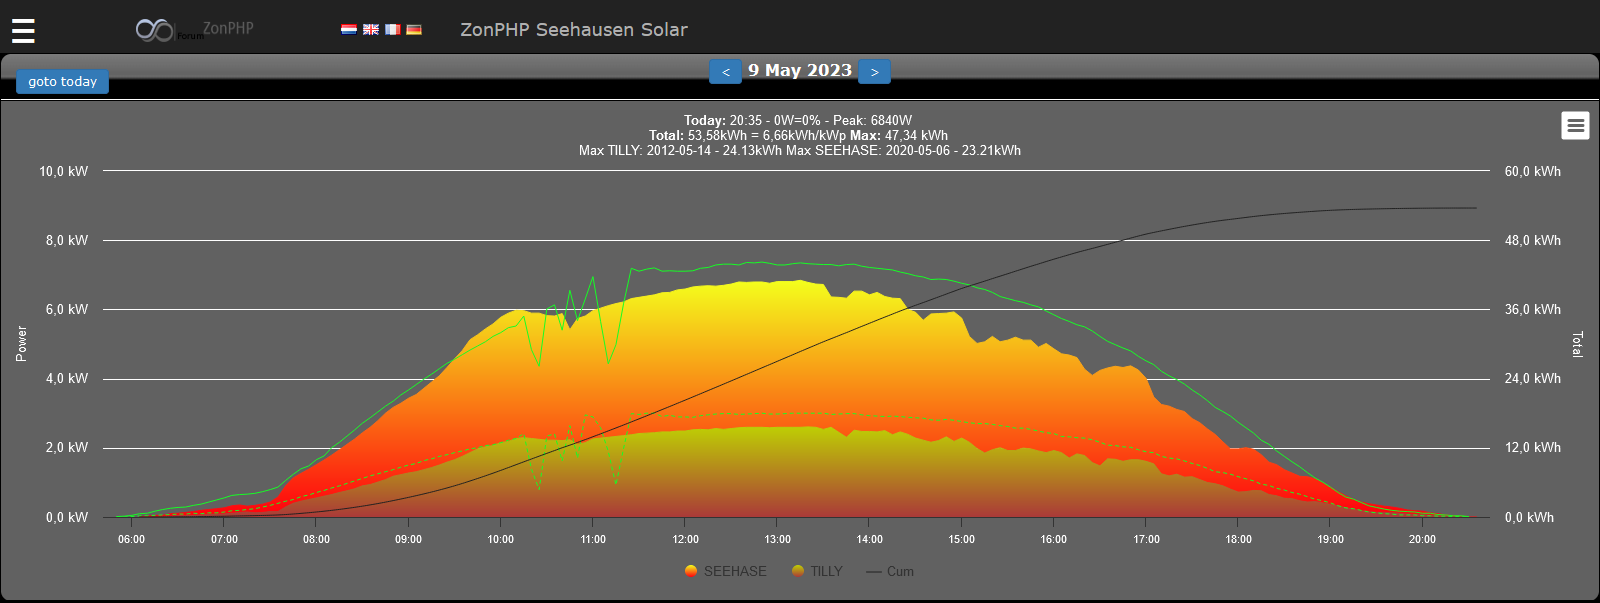 Forum ZonPHP
ZonPHP Seehausen Solar
goto today
< 9 May 2023 >
Today: 20:35 - 0W=0% - Peak: 6840W
Total: 53,58kWh = 6,66kWh/kWp Max: 47,34 kWh
Max TILLY: 2012-05-14 - 24.13kWh Max SEEHASE: 2020-05-06 - 23.21kWh
10,0 kW
8,0 kW
6,0 kW
4,0 kW
2,0 kW
0,0 kW
Power
60,0 kWh
48,0 kWh
36,0 kWh
24,0 kWh
12,0 kWh
0,0 kWh
Total
06:00 07:00 08:00 09:00 10:00 11:00 12:00 13:00 14:00 15:00 16:00 17:00 18:00 19:00 20:00
SEEHASE TILLY Cum